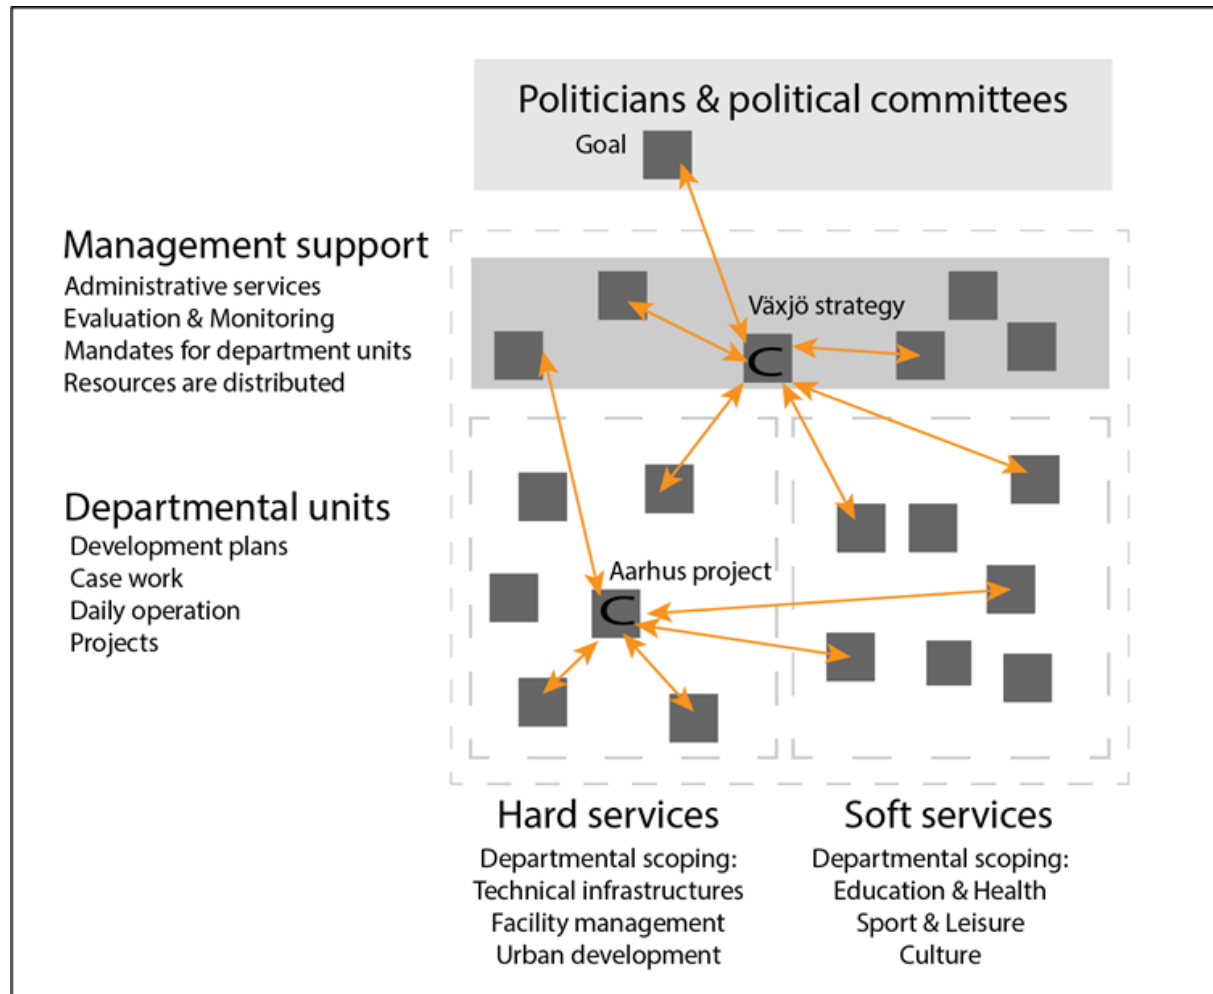 Politicians & political committees
Goal
Management support
Administrative services
Evaluation & Monitoring
Mandates for department units
Resources are distributed
Växjö strategy
C
Departmental units
Development plans
Case work
Daily operation
Projects
Aarhus project
C
Hard services
Departmental scoping:
Technical infrastructures
Facility management
Urban development
Soft services
Departmental scoping:
Education & Health
Sport & Leisure
Culture